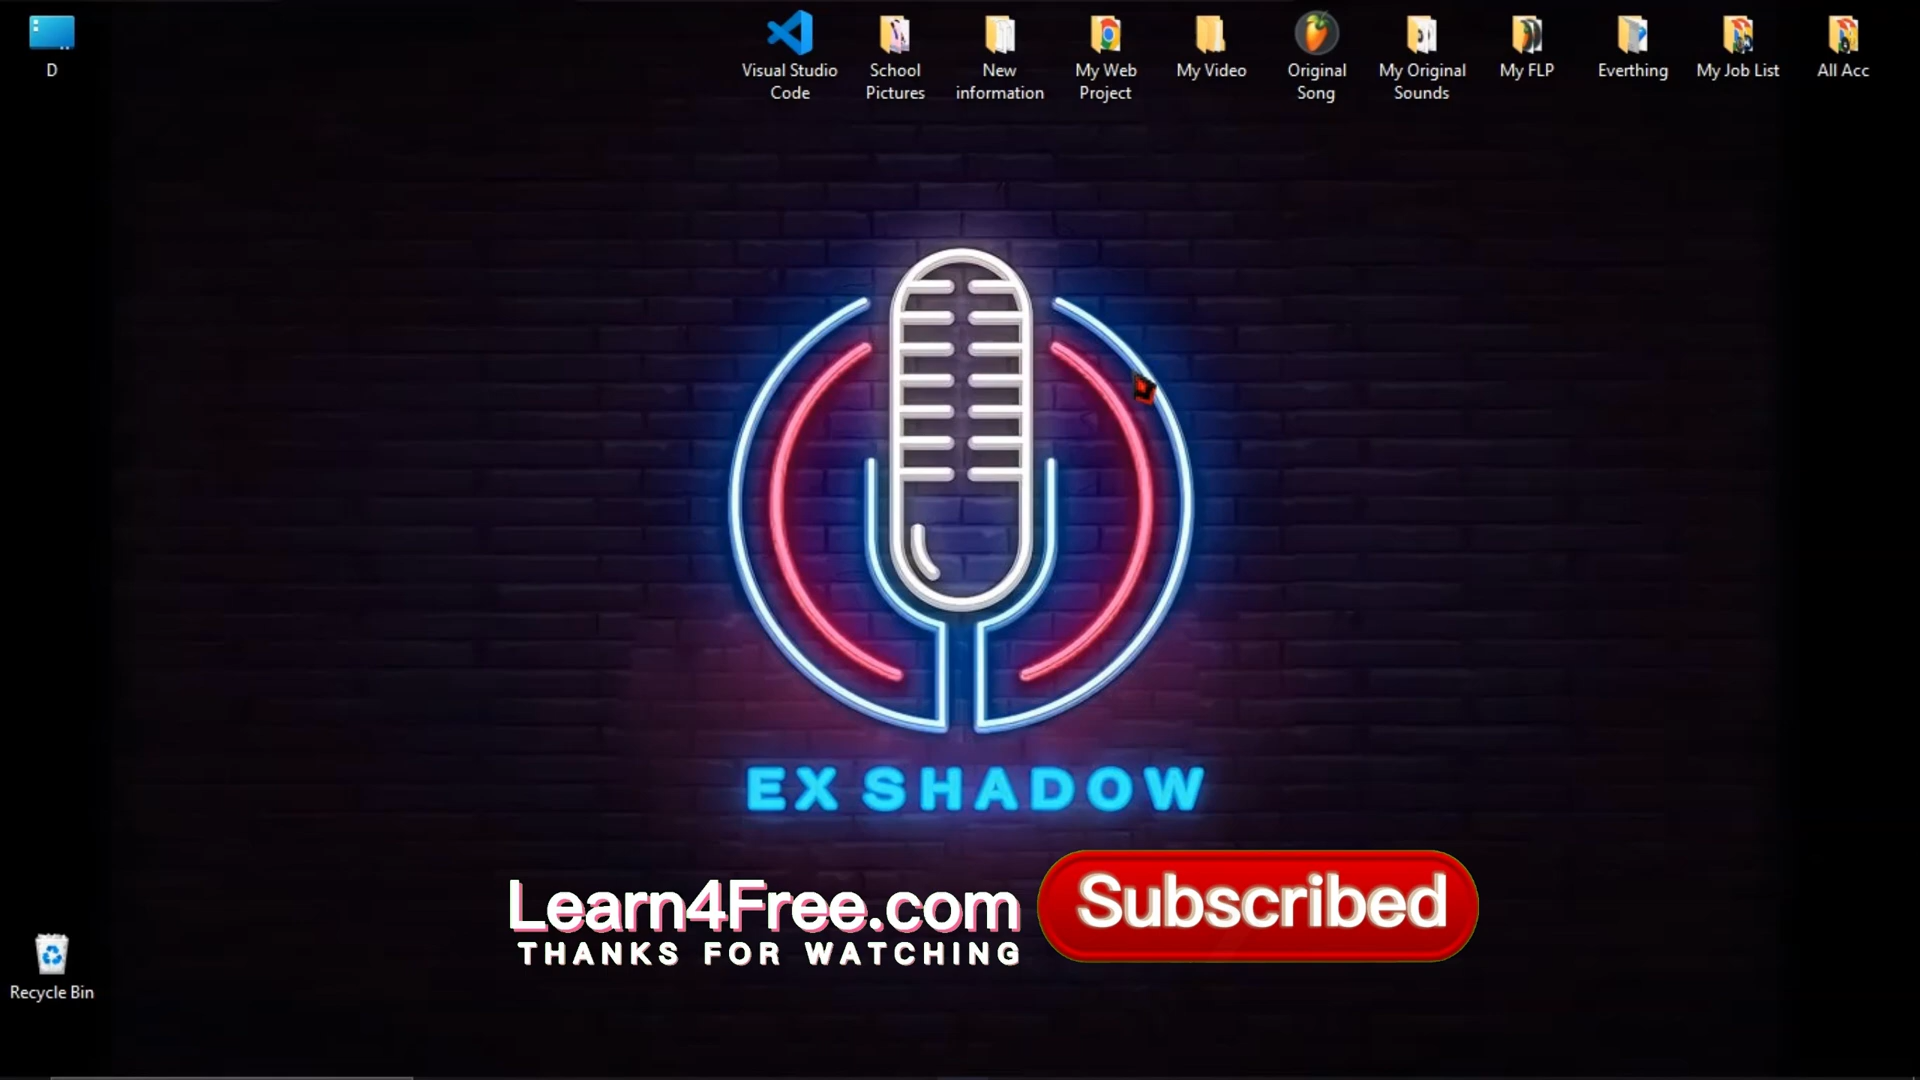 D
Visual Studio
Code
School
Pictures
New
information
My Web
Project
My Video
Original
Song
My Original
Sounds
My FLP
Everthing
My Job List
All Acc
EX SHADOW
Learn4Free.com
THANKS FOR WATCHING
Subscribed
Recycle Bin